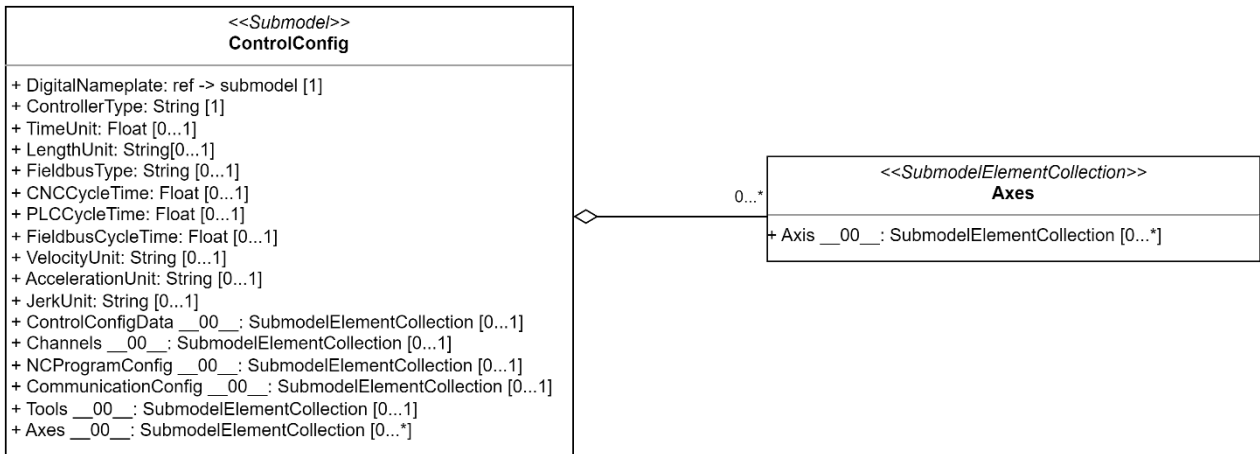 <<Submodel>>
ControlConfig
+ DigitalNameplate: ref -> submodel [1]
+ ControllerType: String [1]
+ TimeUnit: Float [0...1]
+ LengthUnit: String[0...1]
+ FieldbusType: String [0...1]
+ CNCCycleTime: Float [0...1]
+ PLCCycleTime: Float [0...1]
+ FieldbusCycleTime: Float [0...1]
+ VelocityUnit: String [0...1]
+ AccelerationUnit: String [0...1]
+ JerkUnit: String [0...1]
+ ControlConfigData __00__: SubmodelElementCollection [0...1]
+ Channels __00__: SubmodelElementCollection [0...1]
+ NCProgramConfig __00__: SubmodelElementCollection [0...1]
+ CommunicationConfig __00__: SubmodelElementCollection [0...1]
+ Tools __00__: SubmodelElementCollection [0...1]
+ Axes __00__: SubmodelElementCollection [0...*]
0...*
<<SubmodelElementCollection>>
Axes
+ Axis __00__: SubmodelElementCollection [0...*]